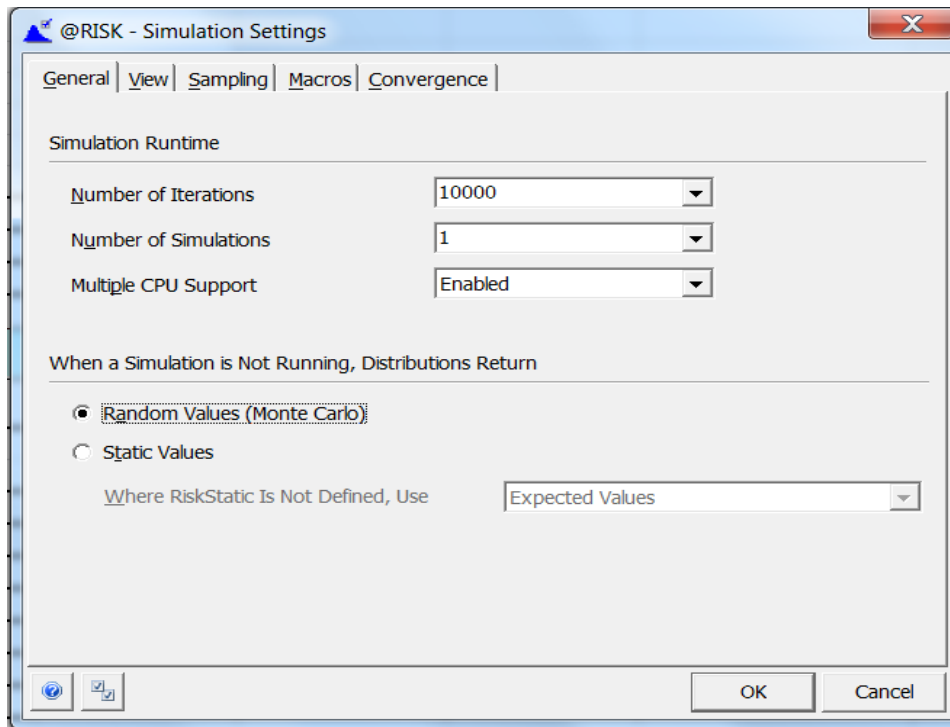 @RISK - Simulation Settings
General View Sampling Macros Convergence
Simulation Runtime
Number of Iterations 10000
Number of Simulations 1
Multiple CPU Support Enabled
When a Simulation is Not Running, Distributions Return
Random Values (Monte Carlo)
Static Values
Where RiskStatic Is Not Defined, Use Expected Values
OK Cancel